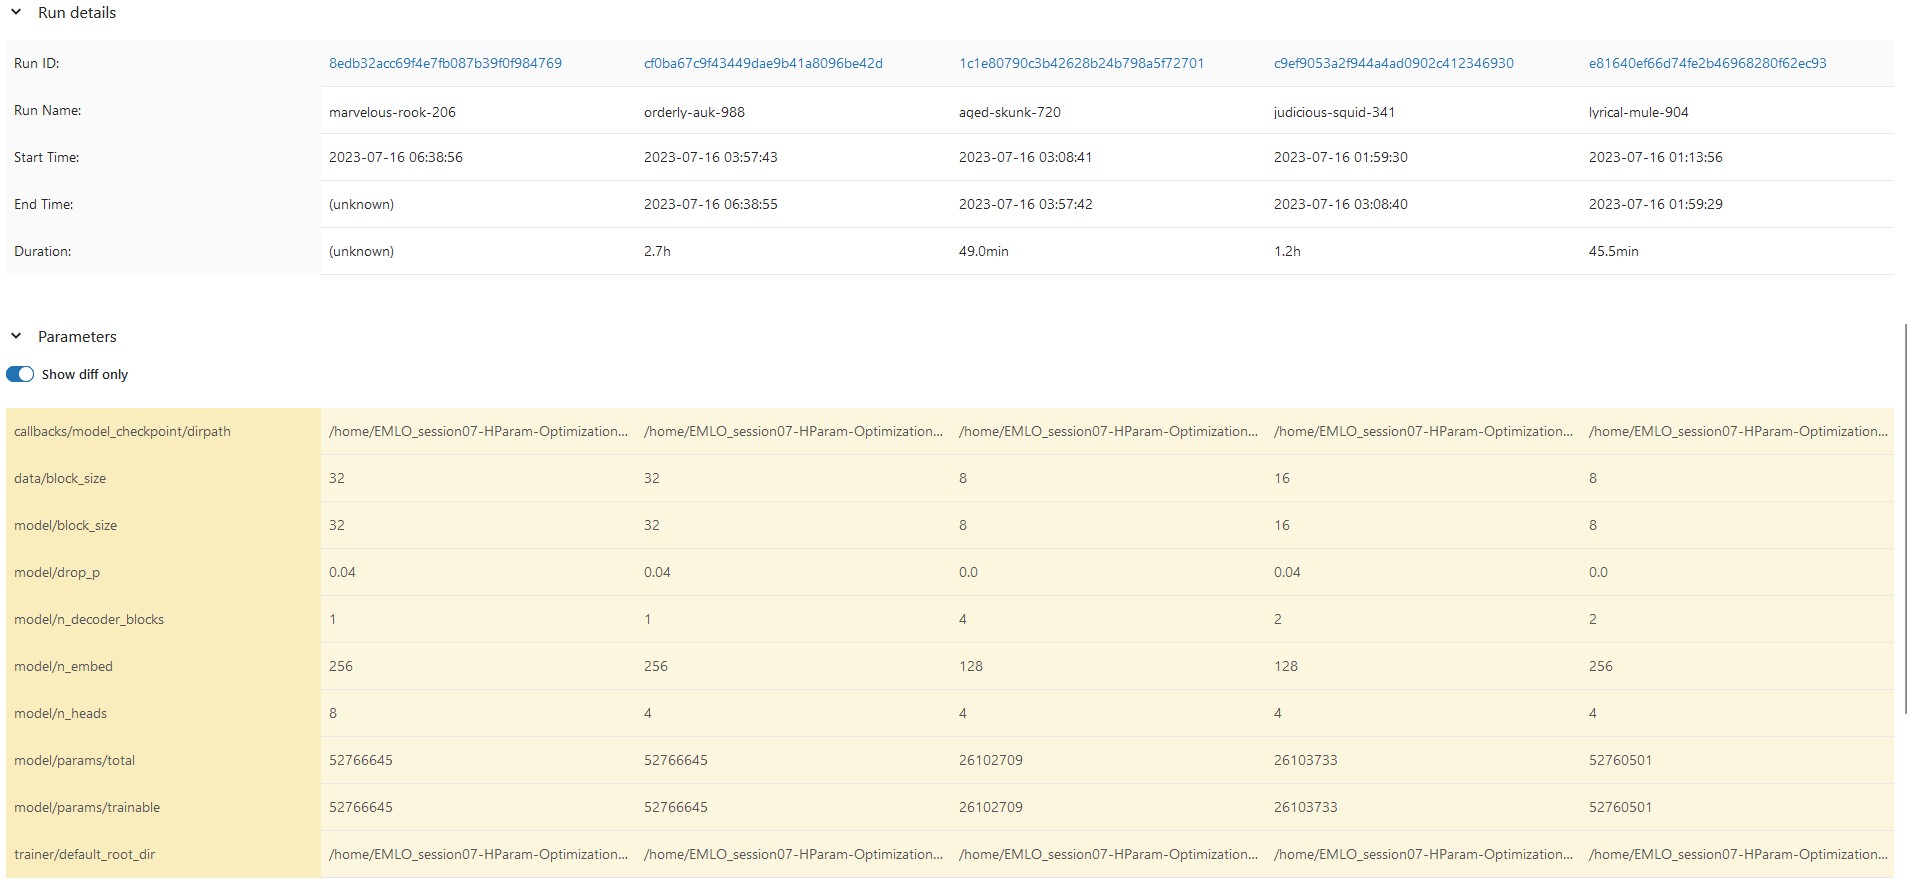 Run details
Run ID: 8edb32acc69f4e7fb087b39f0f984769 cf0ba67c9f43449dae9b41a8096be42d 1c1e80790c3b42628b24b798a5f72701 c9ef9053a2f944a4ad0902c412346930 e81640ef66d74fe2b46968280f62ec93
Run Name: marvelous-rook-206 orderly-auk-988 aged-skunk-720 judicious-squid-341 lyrical-mule-904
Start Time: 2023-07-16 06:38:56 2023-07-16 03:57:43 2023-07-16 03:08:41 2023-07-16 01:59:30 2023-07-16 01:13:56
End Time: (unknown) 2023-07-16 06:38:55 2023-07-16 03:57:42 2023-07-16 03:08:40 2023-07-16 01:59:29
Duration: (unknown) 2.7h 49.0min 1.2h 45.5min
Parameters
Show diff only
callbacks/model_checkpoint/dirpath /home/EMLO_session07-HParam-Optimization... /home/EMLO_session07-HParam-Optimization... /home/EMLO_session07-HParam-Optimization... /home/EMLO_session07-HParam-Optimization... /home/EMLO_session07-HParam-Optimization...
data/block_size 32 32 8 16 8
model/block_size 32 32 8 16 8
model/drop_p 0.04 0.04 0.0 0.04 0.0
model/n_decoder_blocks 1 1 4 2 2
model/n_embed 256 256 128 128 256
model/n_heads 8 4 4 4 4
model/params/total 52766645 52766645 26102709 26103733 52760501
model/params/trainable 52766645 52766645 26102709 26103733 52760501
trainer/default_root_dir /home/EMLO_session07-HParam-Optimization... /home/EMLO_session07-HParam-Optimization... /home/EMLO_session07-HParam-Optimization... /home/EMLO_session07-HParam-Optimization... /home/EMLO_session07-HParam-Optimization...